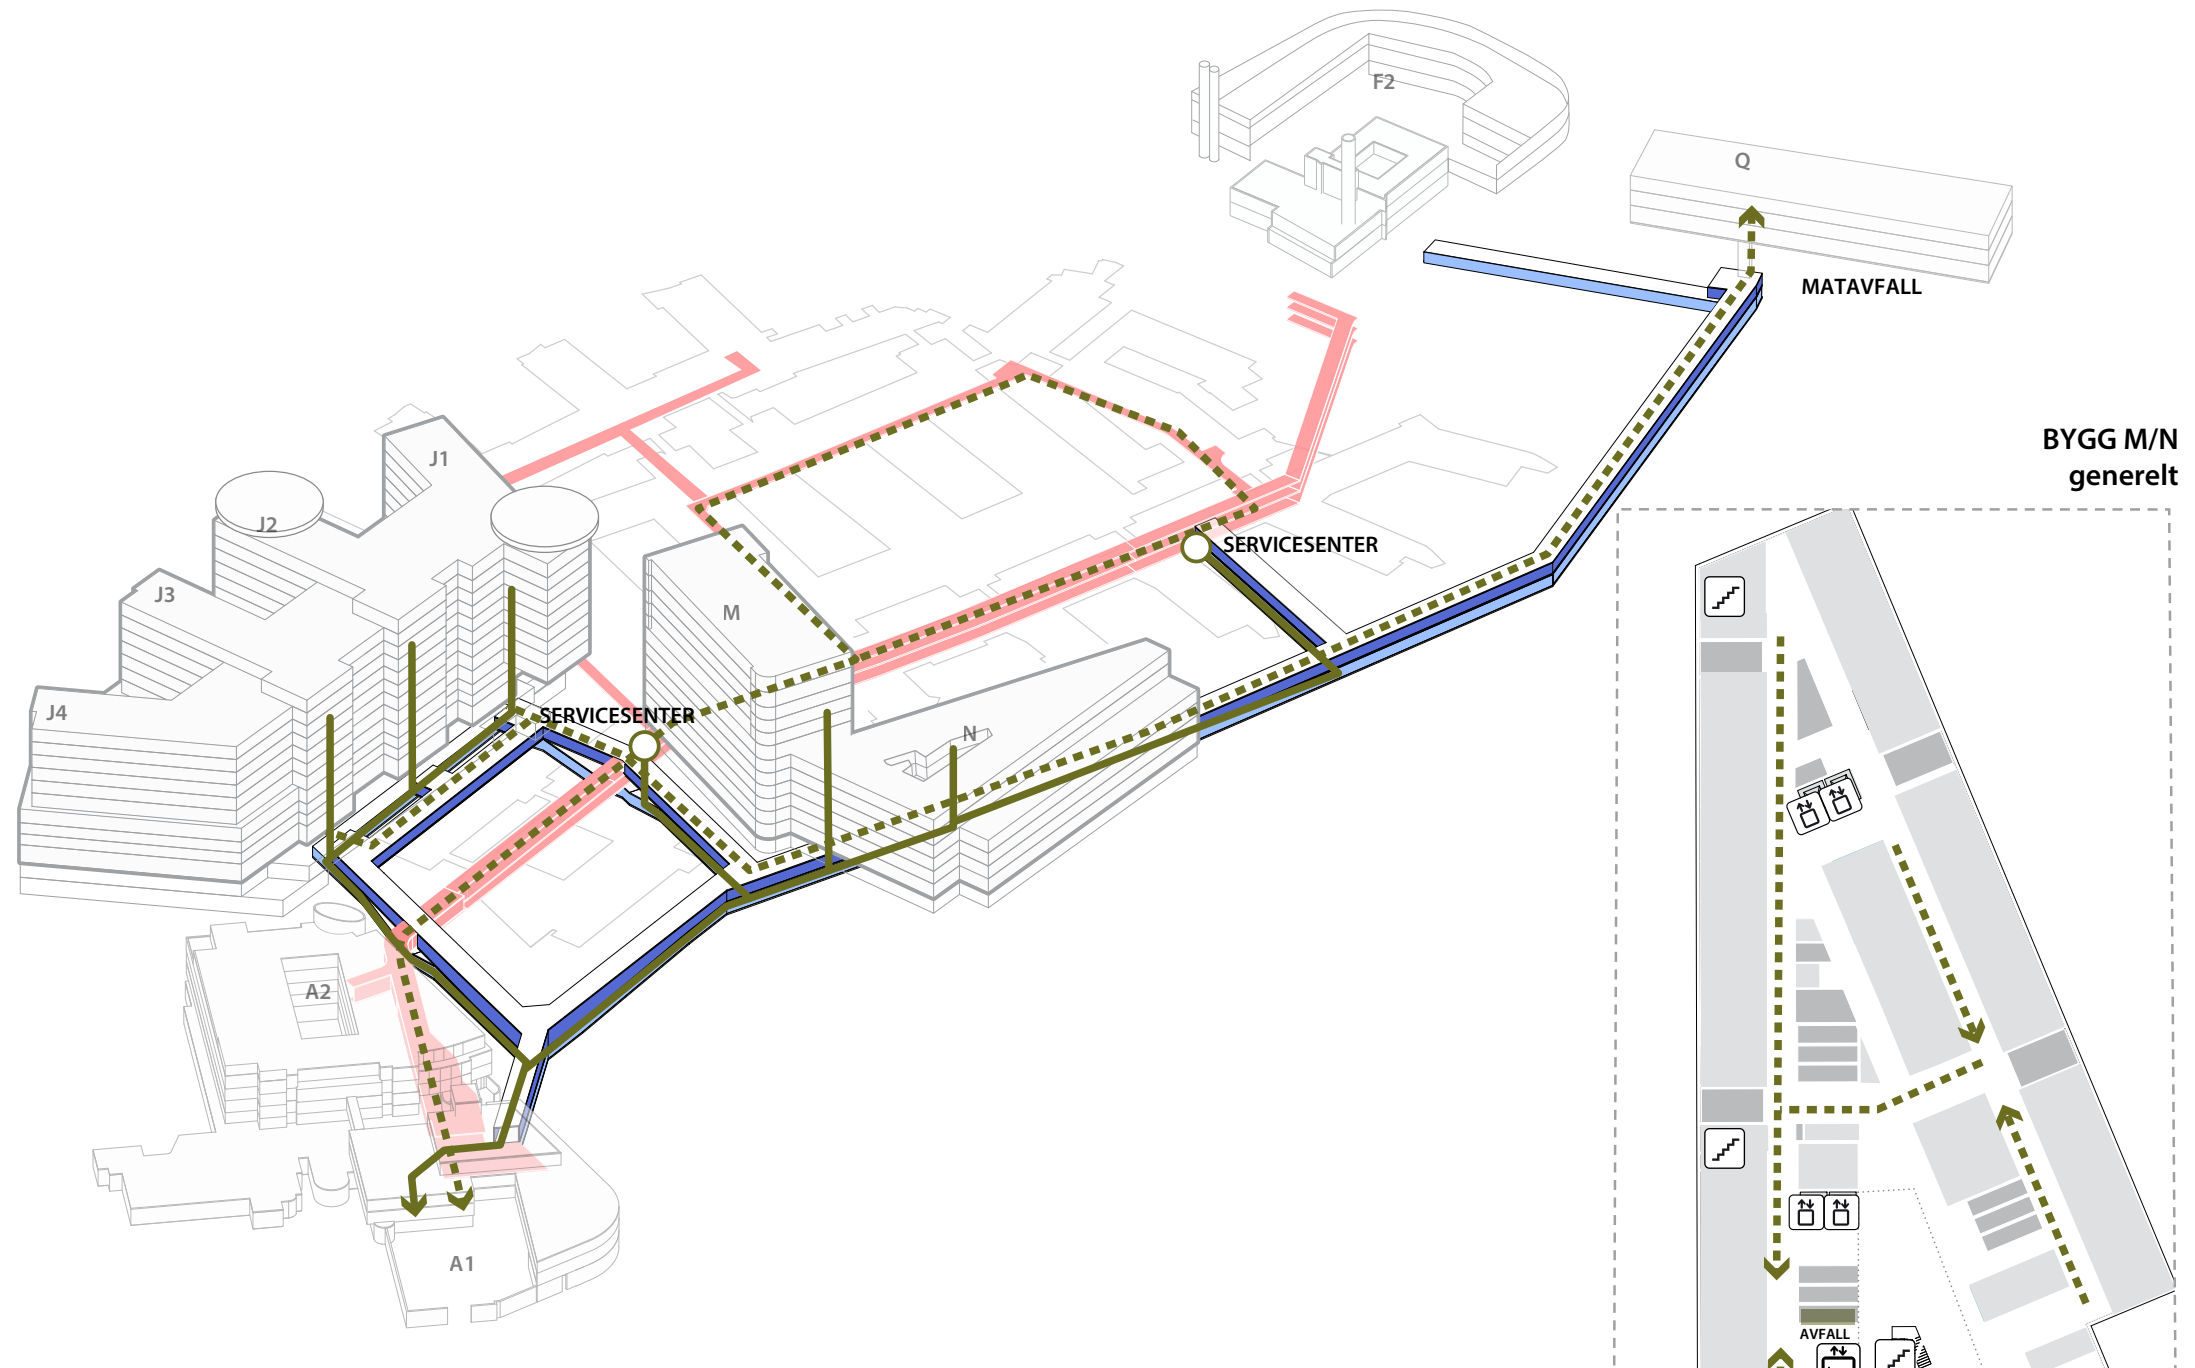 F2
Q
MATAVFALL
BYGG M/N
generelt
J1
J2
SERVICESENTER
J3
M
J4
SERVICESENTER
N
A2
A1
AVFALL